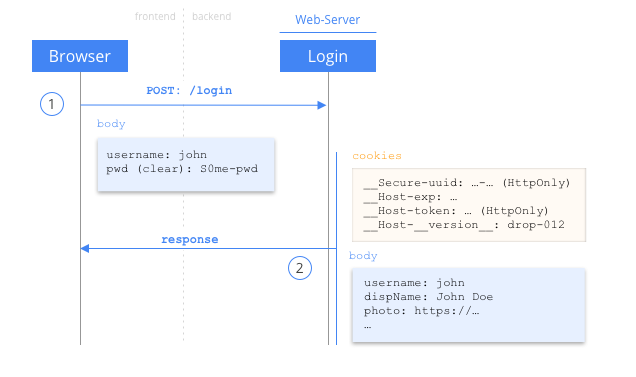 frontend backend
Web-Server
Browser
Login
POST: /login
1
body
username: john
pwd (clear): S0me-pwd
cookies
__Secure-uuid: …-… (HttpOnly)
__Host-exp: …
__Host-token: … (HttpOnly)
__Host-__version__: drop-012
response
2
body
username: john
dispName: John Doe
photo: https://…
…